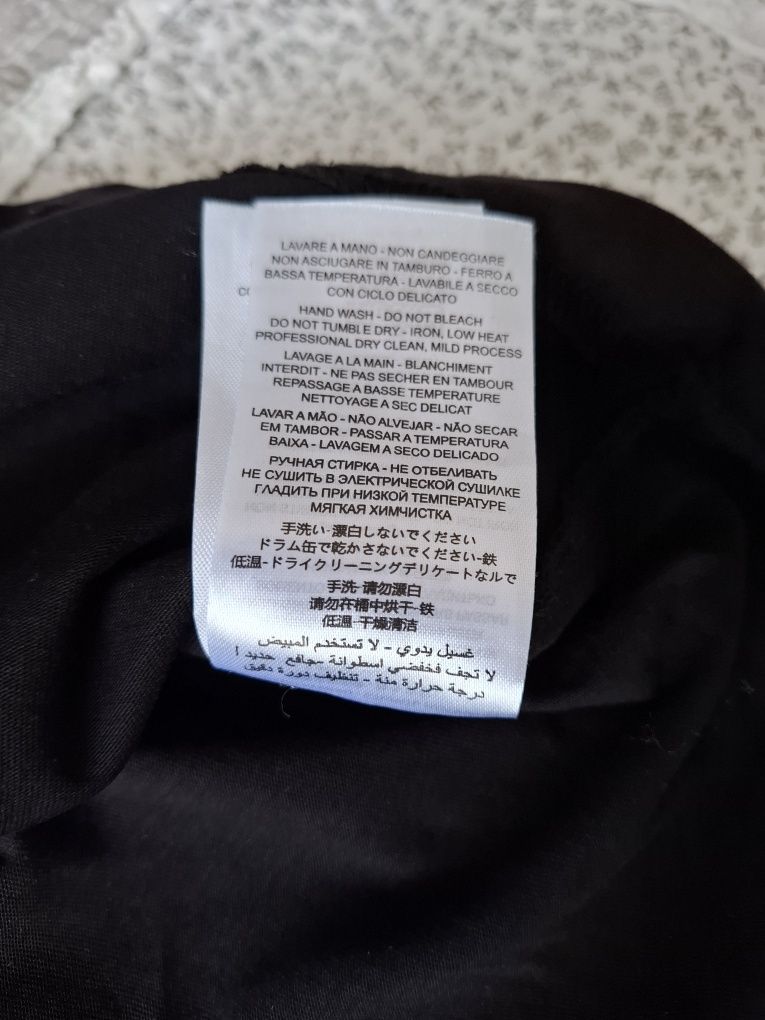 LAVARE A MANO - NON CANDEGGIARE
NON ASCIUGARE IN TAMBURO - FERRO A
BASSA TEMPERATURA - LAVABILE A SECCO
CON CICLO DELICATO
HAND WASH - DO NOT BLEACH
DO NOT TUMBLE DRY - IRON, LOW HEAT
PROFESSIONAL DRY CLEAN, MILD PROCESS
LAVAGE A LA MAIN - BLANCHIMENT
INTERDIT - NE PAS SECHER EN TAMBOUR
REPASSAGE A BASSE TEMPERATURE
NETTOYAGE A SEC DELICAT
LAVAR A MÃO - NÃO ALVEJAR - NÃO SECAR
EM TAMBOR - PASSAR A TEMPERATURA
BAIXA - LAVAGEM A SECO DELICADO
РУЧНАЯ СТИРКА - НЕ ОТБЕЛИВАТЬ
НЕ СУШИТЬ В ЭЛЕКТРИЧЕСКОЙ СУШИЛКЕ
ГЛАДИТЬ ПРИ НИЗКОЙ ТЕМПЕРАТУРЕ
МЯГКАЯ ХИМЧИСТКА
手洗い-漂白しないでください
ドラム缶で乾かさないでください-鉄
低温-ドライクリーニングデリケートなルで
手洗-请勿漂白
请勿在桶中烘干-铁
低温-干燥清洁
غسيل يدوي - لا تستخدم المبيض
لا تجف فخفضي اسطوانة -جافع حديد ا
درجة حرارة منة - تنظيف دورة دقيق